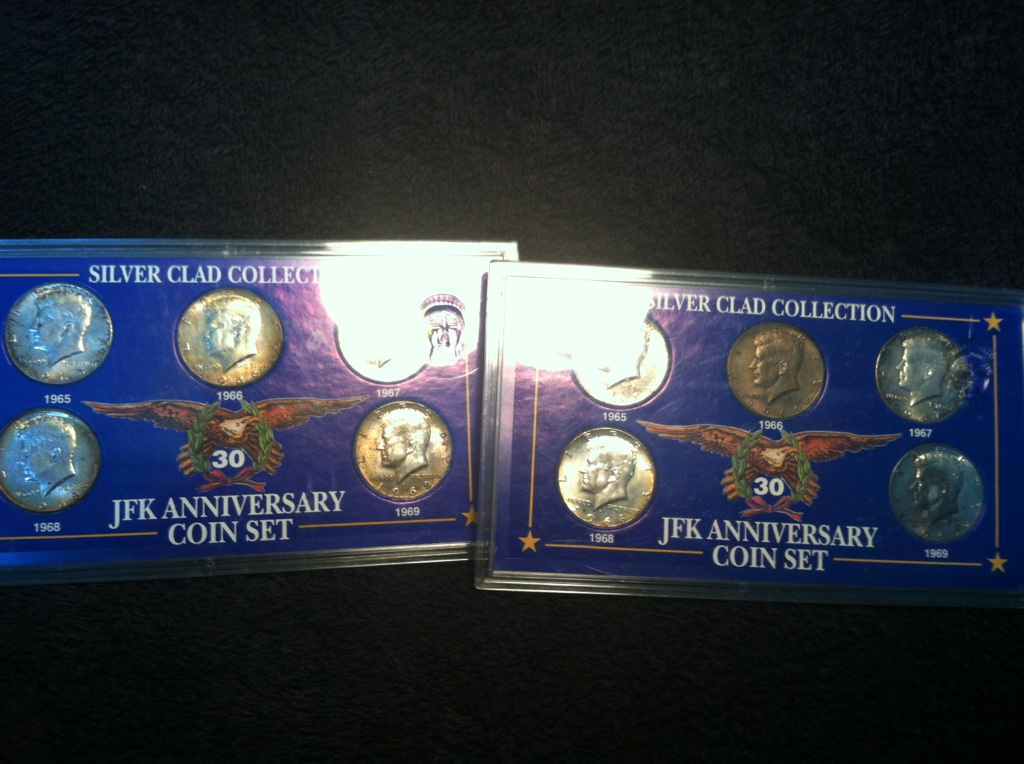 SILVER CLAD COLLECT
1965
1966
1967
1968
30
1969
JFK ANNIVERSARY
COIN SET
SILVER CLAD COLLECTION
1965
1966
1967
1968
30
1969
JFK ANNIVERSARY
COIN SET